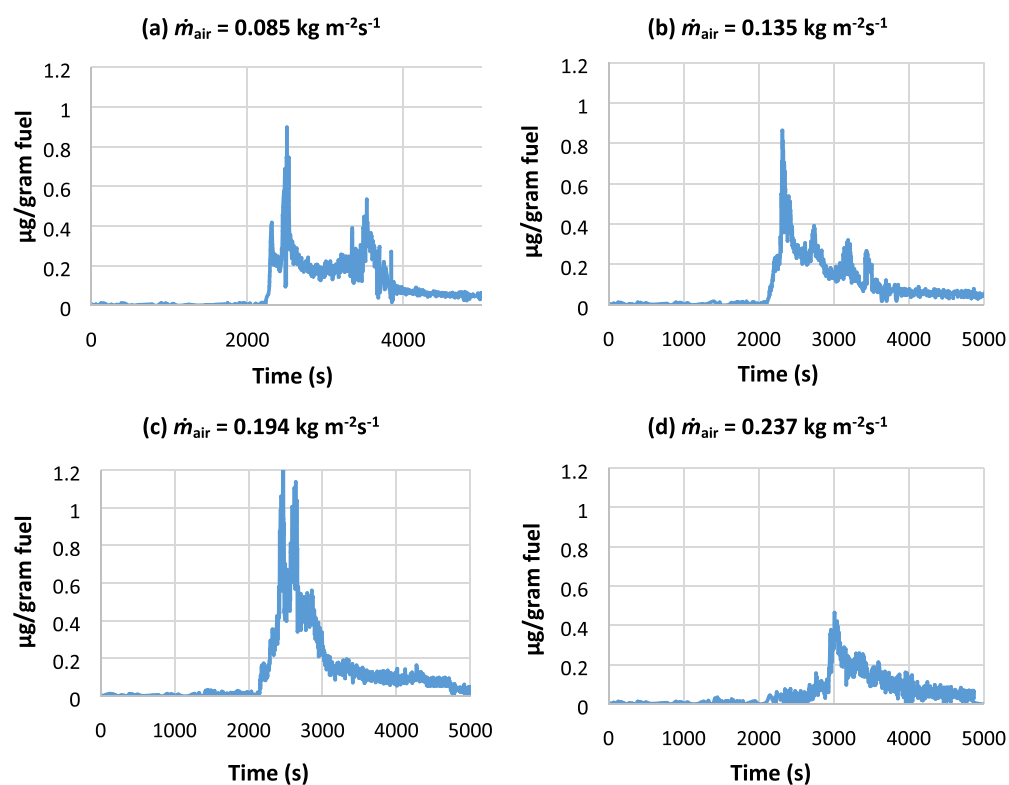 (a) ṁair = 0.085 kg m-2s-1
1.2
1
0.8
0.6
0.4
0.2
0
µg/gram fuel
0 2000 4000
Time (s)
(b) ṁair = 0.135 kg m-2s-1
1.2
1
0.8
0.6
0.4
0.2
0
µg/gram fuel
0 1000 2000 3000 4000 5000
Time (s)
(c) ṁair = 0.194 kg m-2s-1
1.2
1
0.8
0.6
0.4
0.2
0
µg/gram fuel
0 1000 2000 3000 4000 5000
Time (s)
(d) ṁair = 0.237 kg m-2s-1
1.2
1
0.8
0.6
0.4
0.2
0
µg/gram fuel
0 1000 2000 3000 4000 5000
Time (s)